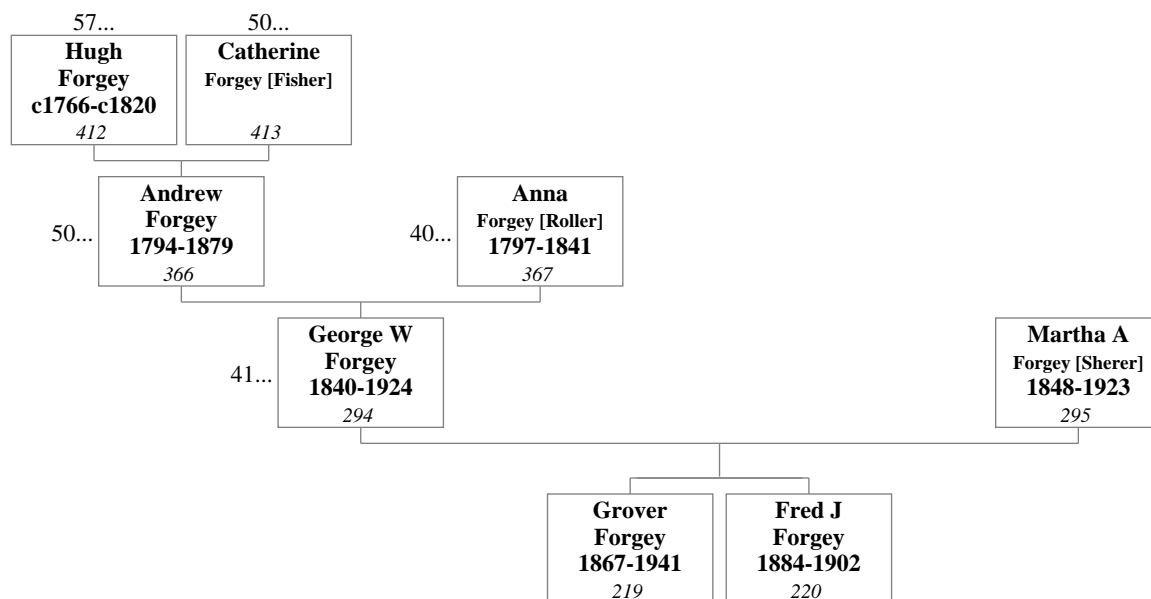 57...
50...
Hugh
Forgey
c1766-c1820
412
Catherine
Forgey [Fisher]
413
50...
Andrew
Forgey
1794-1879
366
40...
Anna
Forgey [Roller]
1797-1841
367
41...
George W
Forgey
1840-1924
294
Martha A
Forgey [Sherer]
1848-1923
295
Grover
Forgey
1867-1941
219
Fred J
Forgey
1884-1902
220